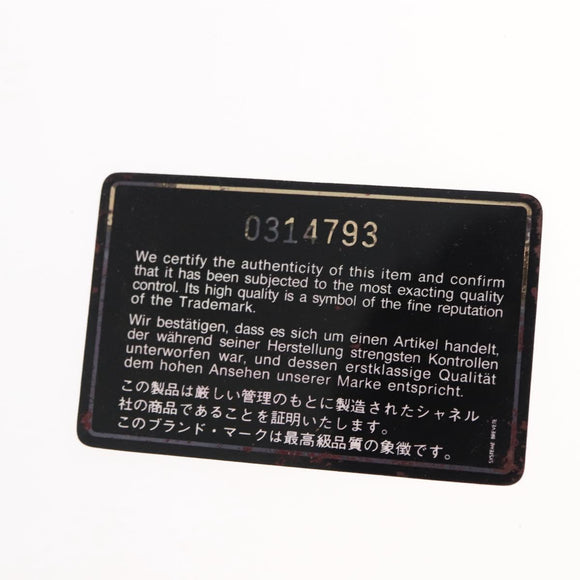 0314793
We certify the authenticity of this item and confirm
that it has been subjected to the most exacting quality
control. Its high quality is a symbol of the fine reputation
of the Trademark.
Wir bestätigen, dass es sich um einen Artikel handelt,
der während seiner Herstellung strengsten Kontrollen
unterworfen war, und dessen erstklassige Qualität
dem hohen Ansehen unserer Marke entspricht.
この製品は厳しい管理のもとに製造されたシャネル
社の商品であることを証明いたします。
このブランド・マークは最高級品質の象徴です。
SYSTEME BREVETE